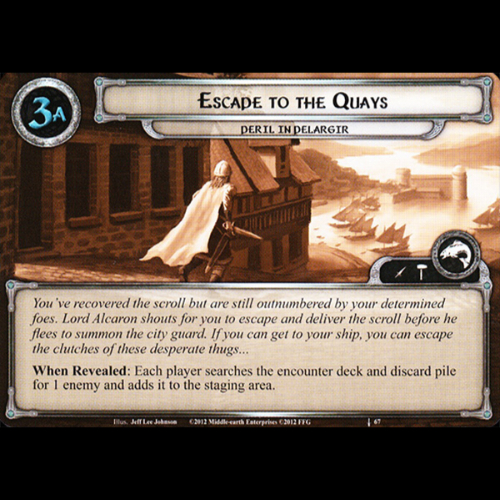 3A
ESCAPE TO THE QUAYS
PERIL IN PELARGIR
You've recovered the scroll but are still outnumbered by your determined
foes. Lord Alcaron shouts for you to escape and deliver the scroll before he
flees to summon the city guard. If you can get to your ship, you can escape
the clutches of these desperate thugs...
When Revealed: Each player searches the encounter deck and discard pile
for 1 enemy and adds it to the staging area.
Illus. Jeff Lee Johnson ©2012 Middle-earth Enterprises ©2012 FFG 67